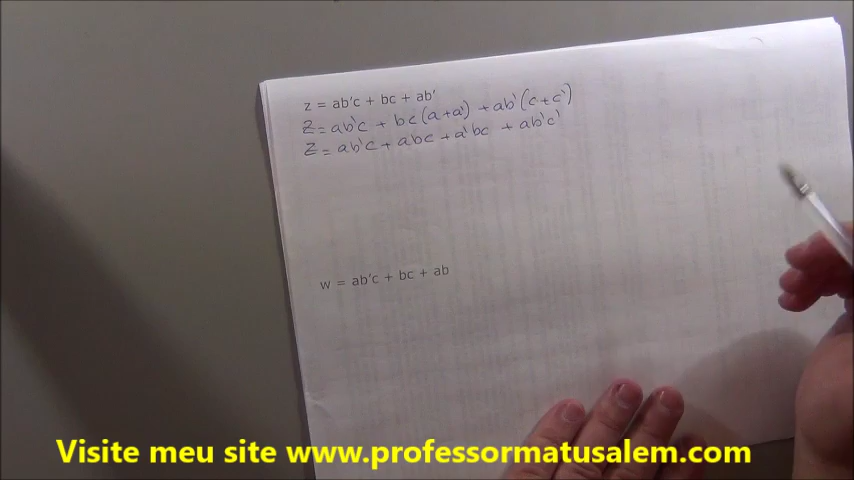 z = ab'c + bc + ab'
Z = ab'c + bc(a+a') + ab'(c+c')
Z = ab'c + abc + a'bc + ab'c'
w = ab'c + bc + ab
Visite meu site www.professormatusalem.com